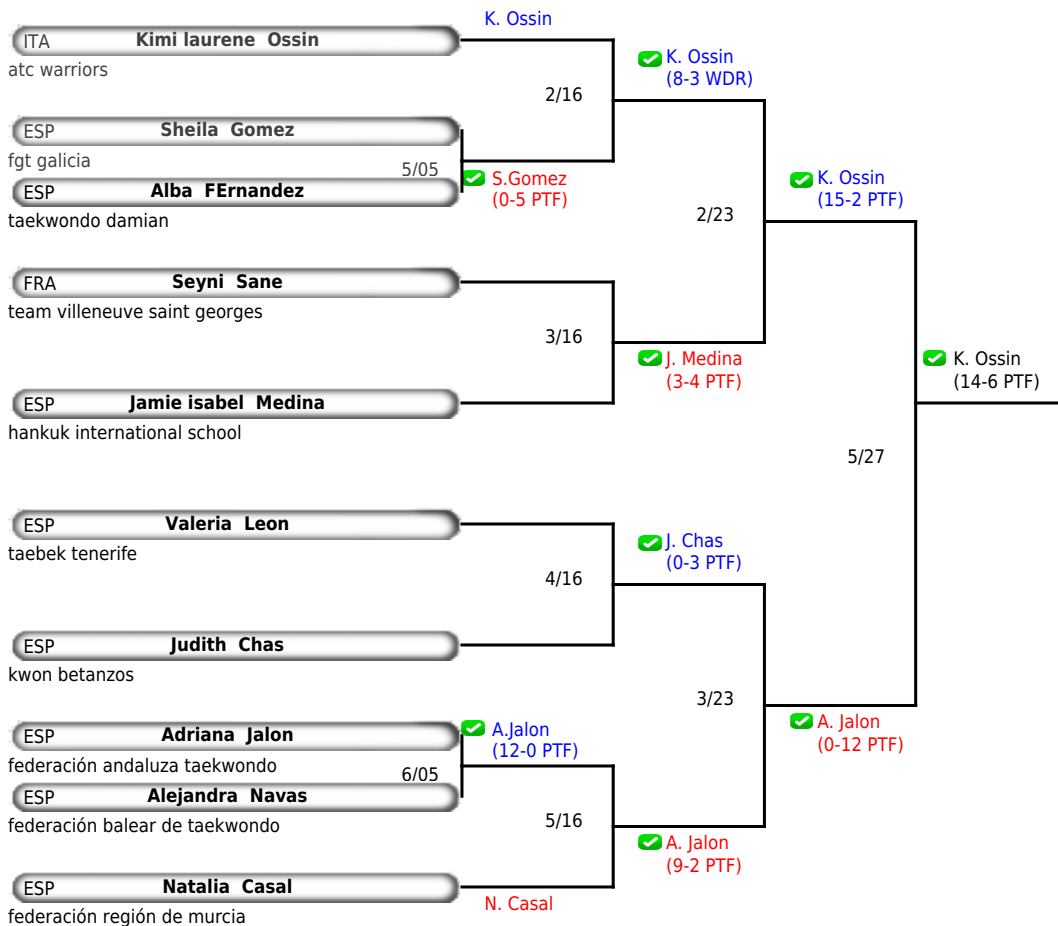 K. Ossin
ITA Kimi laurene Ossin
atc warriors
K. Ossin
(8-3 WDR)
2/16
ESP Sheila Gomez
fgt galicia
5/05
ESP Alba FErnandez
taekwondo damian
S.Gomez
(0-5 PTF)
K. Ossin
(15-2 PTF)
2/23
FRA Seyni Sane
team villeneuve saint georges
3/16
J. Medina
(3-4 PTF)
K. Ossin
(14-6 PTF)
ESP Jamie isabel Medina
hankuk international school
5/27
ESP Valeria Leon
taebek tenerife
J. Chas
(0-3 PTF)
4/16
ESP Judith Chas
kwon betanzos
3/23
ESP Adriana Jalon
federación andaluza taekwondo
A.Jalon
(12-0 PTF)
A. Jalon
(0-12 PTF)
6/05
ESP Alejandra Navas
federación balear de taekwondo
5/16
A. Jalon
(9-2 PTF)
ESP Natalia Casal
federación región de murcia
N. Casal